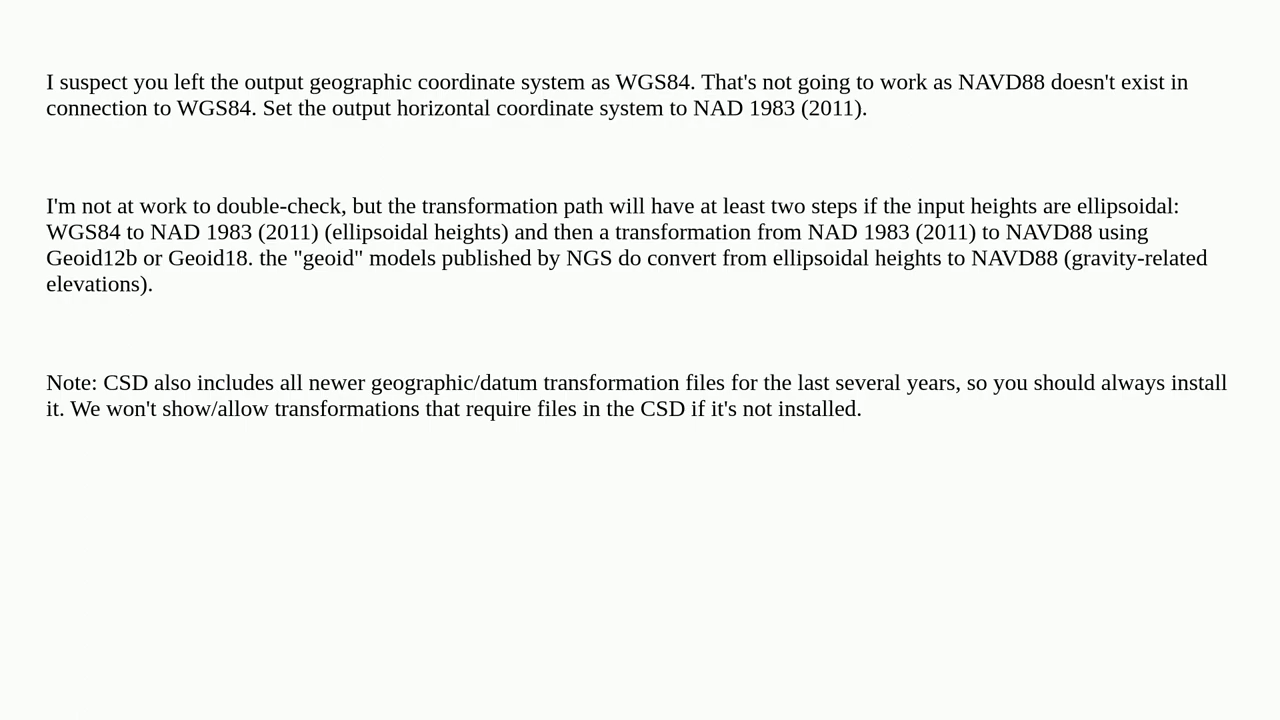 I suspect you left the output geographic coordinate system as WGS84. That's not going to work as NAVD88 doesn't exist in
connection to WGS84. Set the output horizontal coordinate system to NAD 1983 (2011).
I'm not at work to double-check, but the transformation path will have at least two steps if the input heights are ellipsoidal:
WGS84 to NAD 1983 (2011) (ellipsoidal heights) and then a transformation from NAD 1983 (2011) to NAVD88 using
Geoid12b or Geoid18. the "geoid" models published by NGS do convert from ellipsoidal heights to NAVD88 (gravity-related
elevations).
Note: CSD also includes all newer geographic/datum transformation files for the last several years, so you should always install
it. We won't show/allow transformations that require files in the CSD if it's not installed.